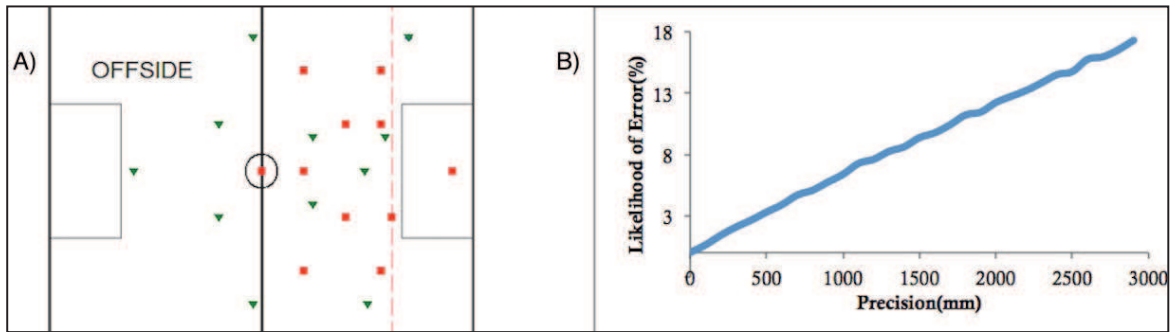 A)
OFFSIDE
B)
18
13
8
3
Likelihood of Error(%)
0 500 1000 1500 2000 2500 3000
Precision(mm)